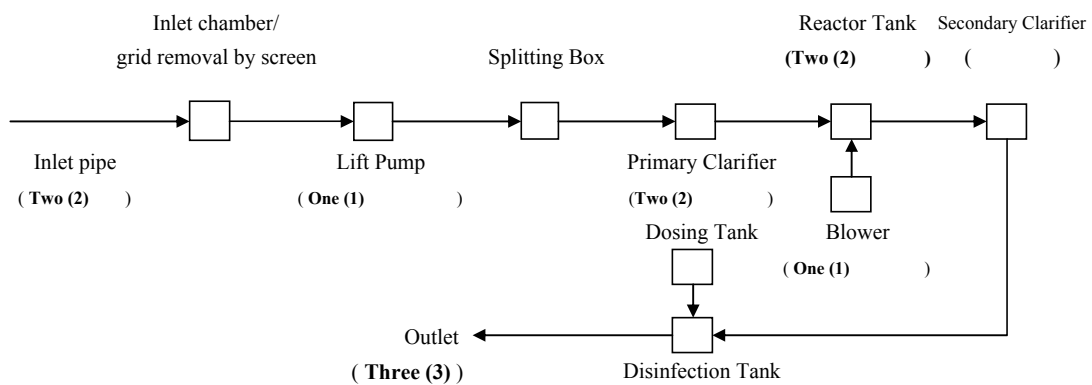 Inlet chamber/
grid removal by screen
Splitting Box
Reactor Tank
(Two (2) )
Secondary Clarifier
( )
Inlet pipe
( Two (2) )
Lift Pump
( One (1) )
Primary Clarifier
(Two (2) )
Blower
( One (1) )
Dosing Tank
Outlet
( Three (3) )
Disinfection Tank